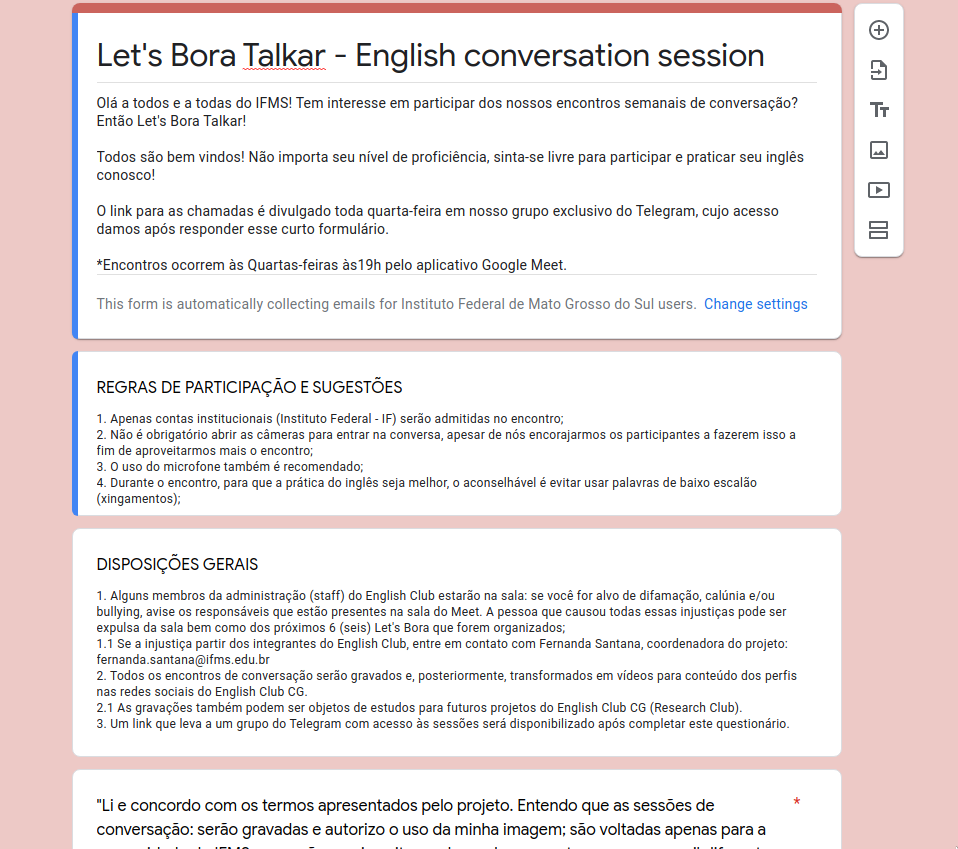 Let's Bora Talkar - English conversation session
Olá a todos e a todas do IFMS! Tem interesse em participar dos nossos encontros semanais de conversação?
Então Let's Bora Talkar!
Todos são bem vindos! Não importa seu nível de proficiência, sinta-se livre para participar e praticar seu inglês
conosco!
O link para as chamadas é divulgado toda quarta-feira em nosso grupo exclusivo do Telegram, cujo acesso
damos após responder esse curto formulário.
*Encontros ocorrem às Quartas-feiras às19h pelo aplicativo Google Meet.
This form is automatically collecting emails for Instituto Federal de Mato Grosso do Sul users. Change settings
REGRAS DE PARTICIPAÇÃO E SUGESTÕES
1. Apenas contas institucionais (Instituto Federal - IF) serão admitidas no encontro;
2. Não é obrigatório abrir as câmeras para entrar na conversa, apesar de nós encorajarmos os participantes a fazerem isso a
fim de aproveitarmos mais o encontro;
3. O uso do microfone também é recomendado;
4. Durante o encontro, para que a prática do inglês seja melhor, o aconselhável é evitar usar palavras de baixo escalão
(xingamentos);
DISPOSIÇÕES GERAIS
1. Alguns membros da administração (staff) do English Club estarão na sala: se você for alvo de difamação, calúnia e/ou
bullying, avise os responsáveis que estão presentes na sala do Meet. A pessoa que causou todas essas injustiças pode ser
expulsa da sala bem como dos próximos 6 (seis) Let's Bora que forem organizados;
1.1 Se a injustiça partir dos integrantes do English Club, entre em contato com Fernanda Santana, coordenadora do projeto:
fernanda.santana@ifms.edu.br
2. Todos os encontros de conversação serão gravados e, posteriormente, transformados em vídeos para conteúdo dos perfis
nas redes sociais do English Club CG.
2.1 As gravações também podem ser objetos de estudos para futuros projetos do English Club CG (Research Club).
3. Um link que leva a um grupo do Telegram com acesso às sessões será disponibilizado após completar este questionário.
"Li e concordo com os termos apresentados pelo projeto. Entendo que as sessões de *
conversação: serão gravadas e autorizo o uso da minha imagem; são voltadas apenas para a